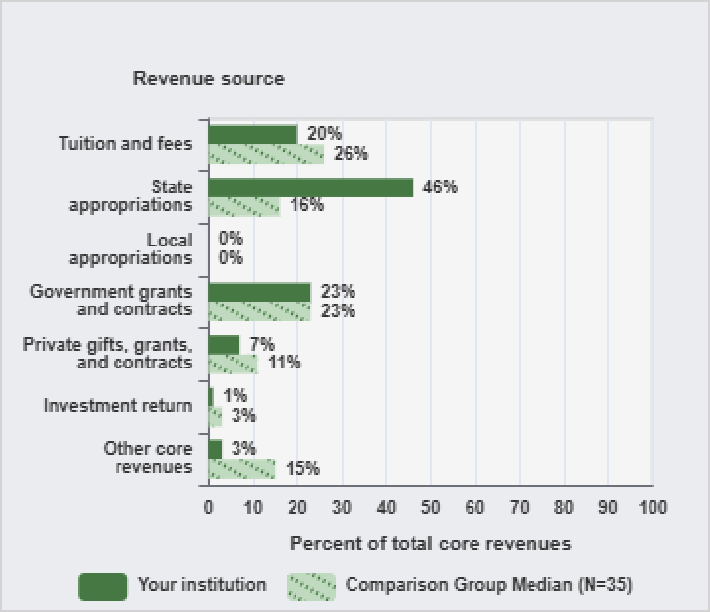 Revenue source
Tuition and fees
20%
26%
State
appropriations
46%
16%
Local
appropriations
0%
0%
Government grants
and contracts
23%
23%
Private gifts, grants,
and contracts
7%
11%
Investment return
1%
3%
Other core
revenues
3%
15%
0 10 20 30 40 50 60 70 80 90 100
Percent of total core revenues
Your institution Comparison Group Median (N=35)